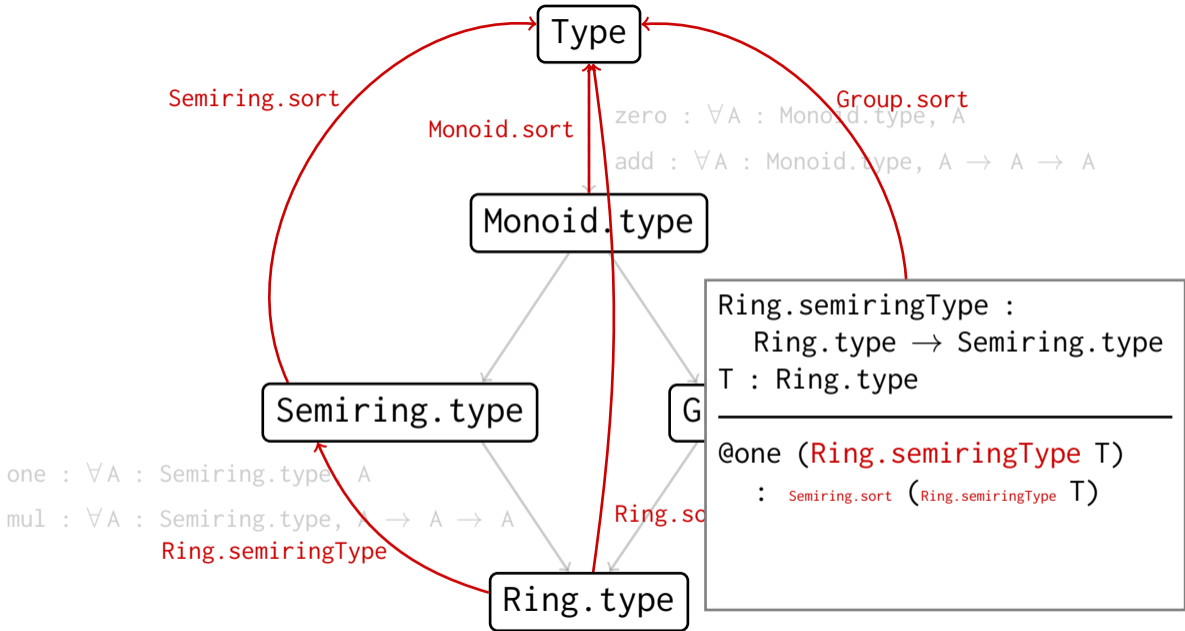 Type
Semiring.sort
Group.sort
Monoid.sort
zero : ∀A : Monoid.type, A
add : ∀A : Monoid.type, A → A → A
Monoid.type
Ring.semiringType :
Ring.type → Semiring.type
T : Ring.type
Semiring.type
G
@one (Ring.semiringType T)
: Semiring.sort (Ring.semiringType T)
one : ∀A : Semiring.type, A
mul : ∀A : Semiring.type, A → A → A
Ring.so
Ring.semiringType
Ring.type